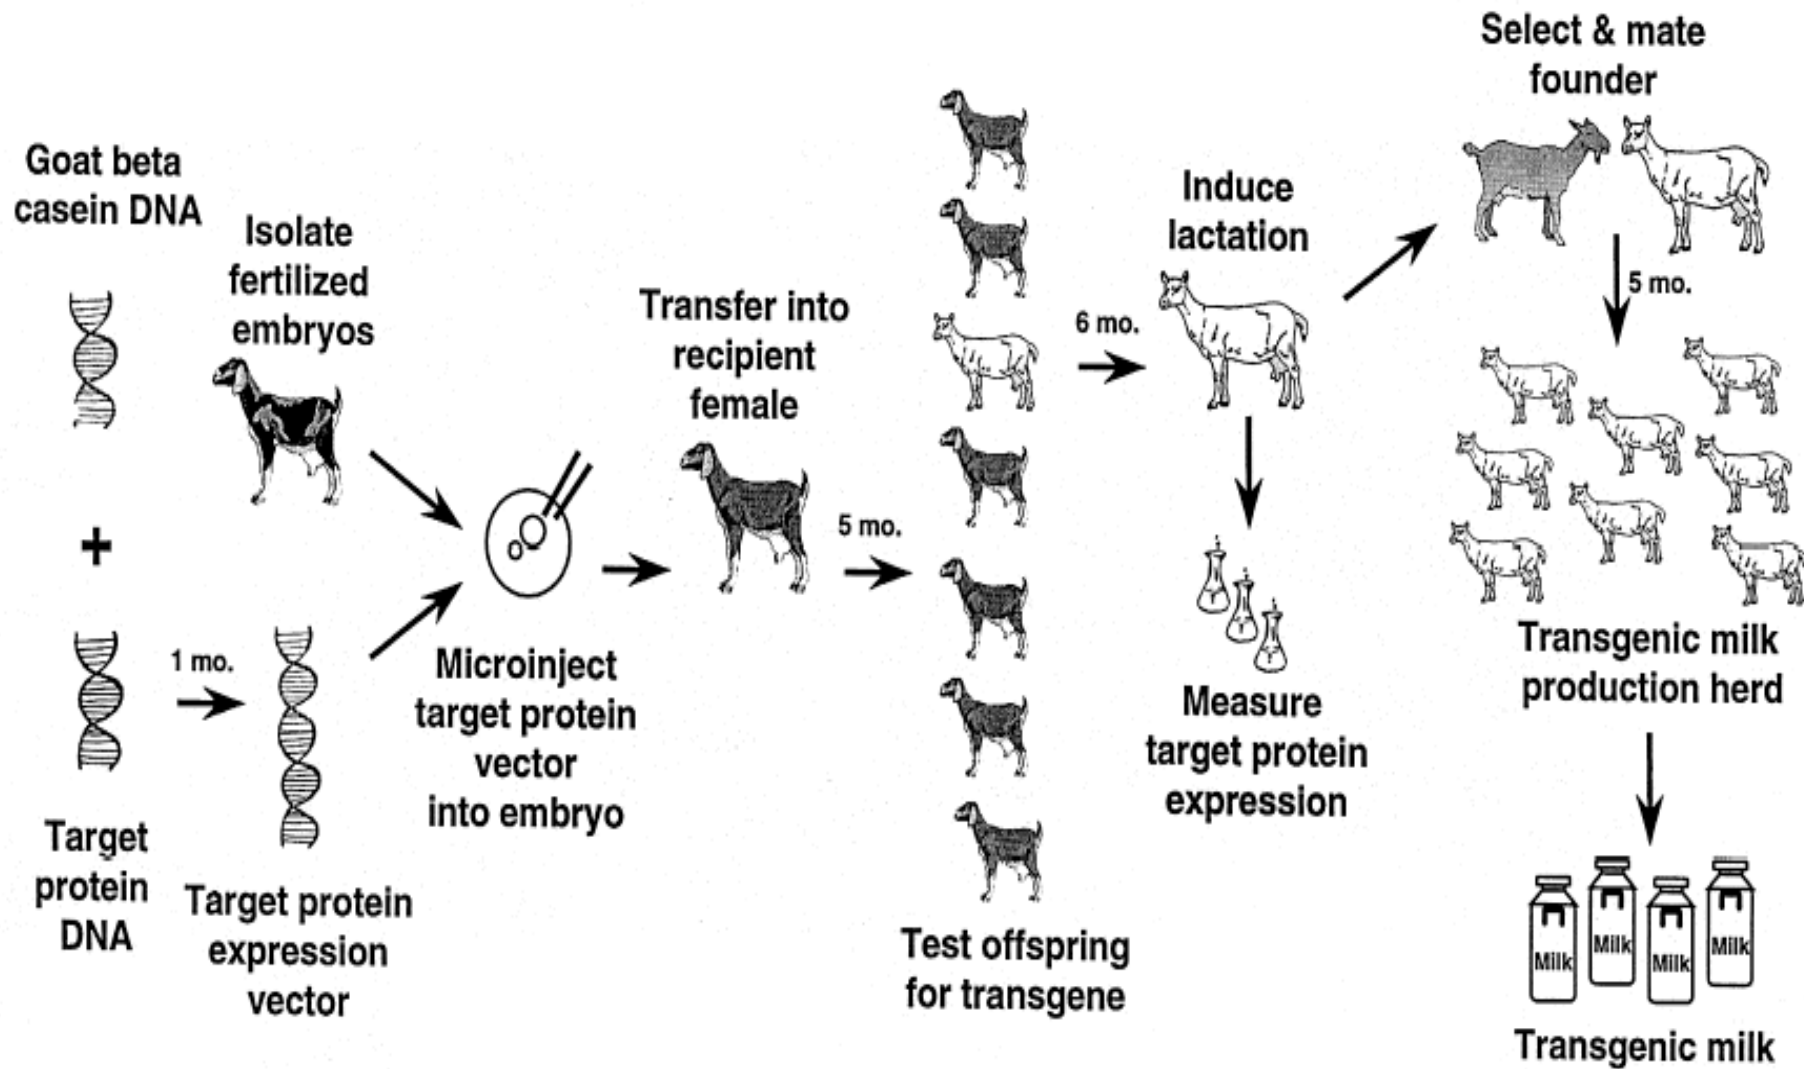 Goat beta
casein DNA
+
Target
protein
DNA
1 mo.
Target protein
expression
vector
Isolate
fertilized
embryos
Microinject
target protein
vector
into embryo
Transfer into
recipient
female
5 mo.
Test offspring
for transgene
6 mo.
Induce
lactation
Measure
target protein
expression
Select & mate
founder
5 mo.
Transgenic milk
production herd
Milk
Milk
Milk
Milk
Transgenic milk